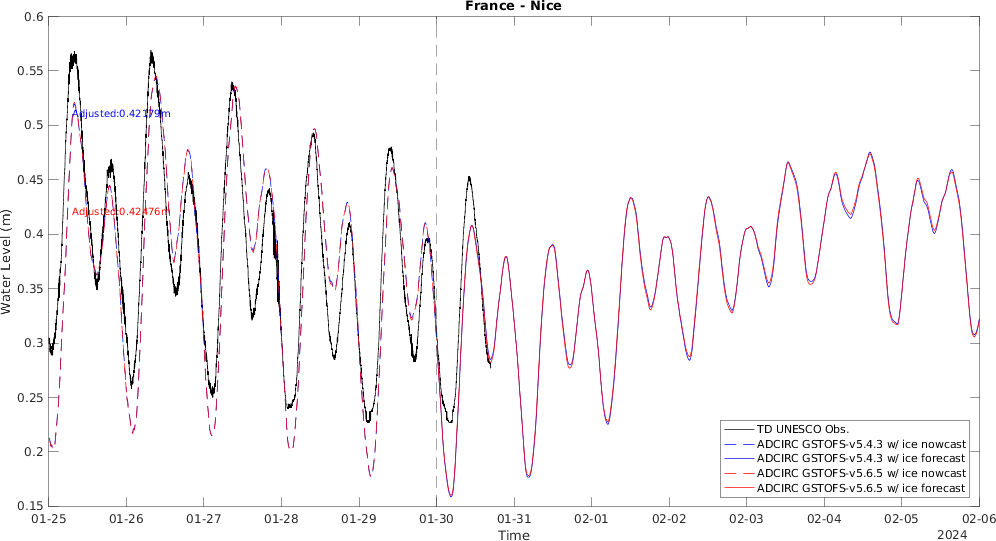 France - Nice
0.6
0.55
0.5
0.45
0.4
0.35
0.3
0.25
0.2
0.15
Water Level (m)
Adjusted:0.42179m
Adjusted:0.42476m
TD UNESCO Obs.
ADCIRC GSTOFS-v5.4.3 w/ ice nowcast
ADCIRC GSTOFS-v5.4.3 w/ ice forecast
ADCIRC GSTOFS-v5.6.5 w/ ice nowcast
ADCIRC GSTOFS-v5.6.5 w/ ice forecast
01-25 01-26 01-27 01-28 01-29 01-30 01-31 02-01 02-02 02-03 02-04 02-05 02-06
Time
2024